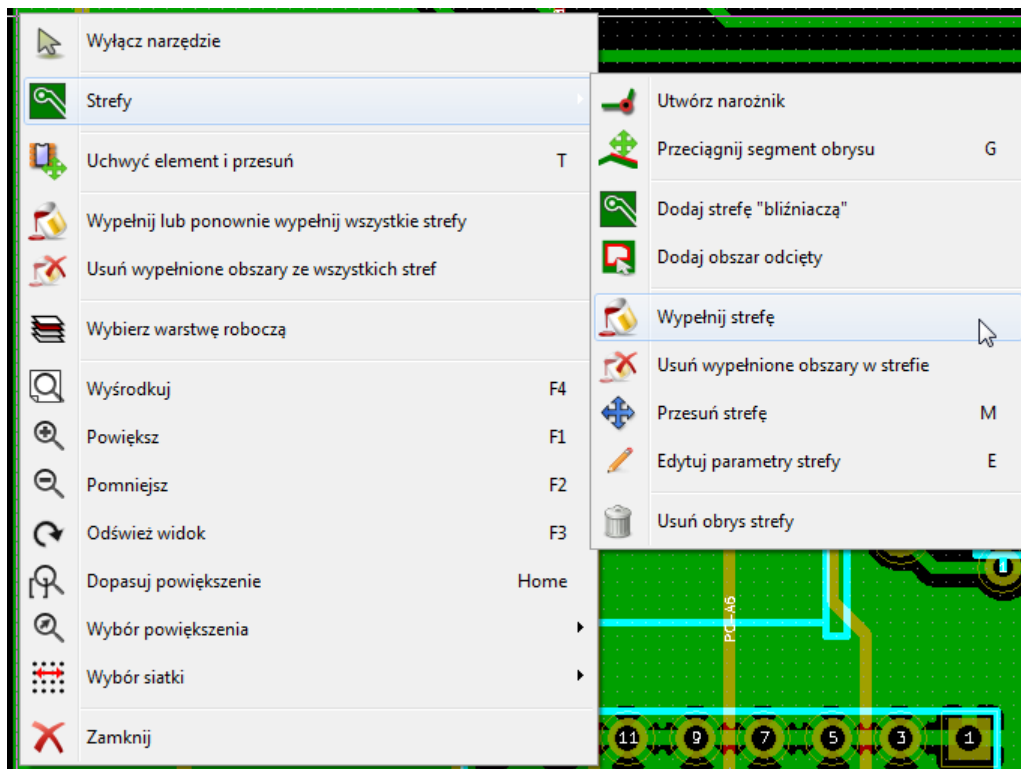 Wyłącz narzędzie
Strefy
Uchwyć element i przesuń T
Wypełnij lub ponownie wypełnij wszystkie strefy
Usuń wypełnione obszary ze wszystkich stref
Wybierz warstwę roboczą
Wyśrodkuj F4
Powiększ F1
Pomniejsz F2
Odśwież widok F3
Dopasuj powiększenie Home
Wybór powiększenia
Wybór siatki
Zamknij
Utwórz narożnik
Przeciągnij segment obrysu G
Dodaj strefę "bliźniaczą"
Dodaj obszar odcięty
Wypełnij strefę
Usuń wypełnione obszary w strefie
Przesuń strefę M
Edytuj parametry strefy E
Usuń obrys strefy
1
PC-A6
11 9 7 5 3 1